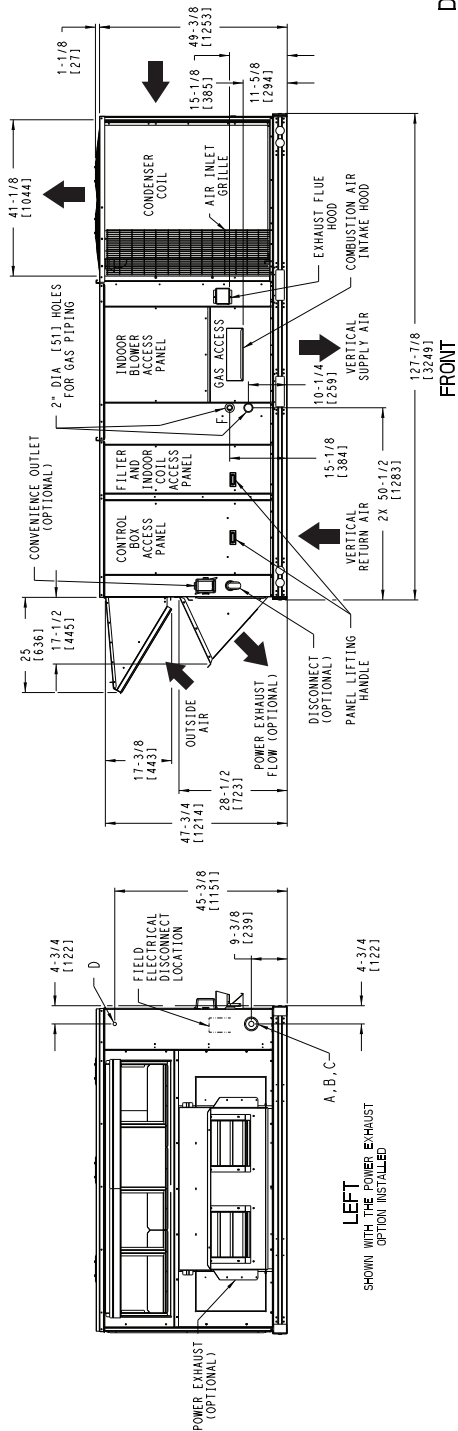 4-3/4
[122]
D
FIELD
ELECTRICAL
DISCONNECT
LOCATION
45-3/8
[1151]
9-3/8
[239]
4-3/4
[122]
A,B,C
POWER EXHAUST
(OPTIONAL)
LEFT
SHOWN WITH THE POWER EXHAUST
OPTION INSTALLED
25
[636]
17-1/2
[445]
CONVENIENCE OUTLET
(OPTIONAL)
2" DIA [51] HOLES
FOR GAS PIPING
41-1/8
[1044]
1-1/8
[27]
17-3/8
[443]
47-3/4
[1214]
28-1/2
[723]
OUTSIDE
AIR
POWER EXHAUST
FLOW (OPTIONAL)
CONTROL
BOX
ACCESS
PANEL
FILTER
AND
INDOOR
COIL
ACCESS
PANEL
INDOOR
BLOWER
ACCESS
PANEL
GAS ACCESS
F
CONDENSER
COIL
AIR INLET
GRILLE
49-3/8
[1253]
15-1/8
[385]
11-5/8
[294]
EXHAUST FLUE
HOOD
COMBUSTION AIR
INTAKE HOOD
10-1/4
[259]
15-1/8
[384]
VERTICAL
SUPPLY AIR
VERTICAL
RETURN AIR
DISCONNECT
(OPTIONAL)
PANEL LIFTING
HANDLE
2X 50-1/2
[1283]
127-7/8
[3249]
FRONT